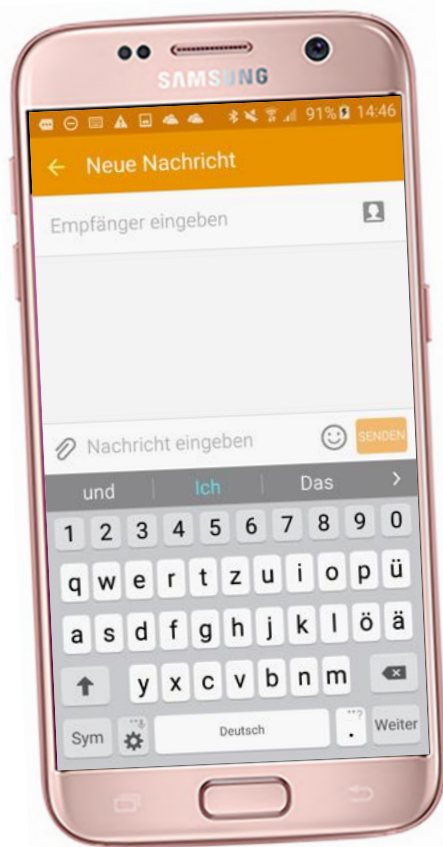 SAMSUNG
91% 14:46
Neue Nachricht
Empfänger eingeben
Nachricht eingeben SENDEN
und Ich Das >
1 2 3 4 5 6 7 8 9 0
q w e r t z u i o p ü
a s d f g h j k l ö ä
y x c v b n m
Sym Deutsch . Weiter